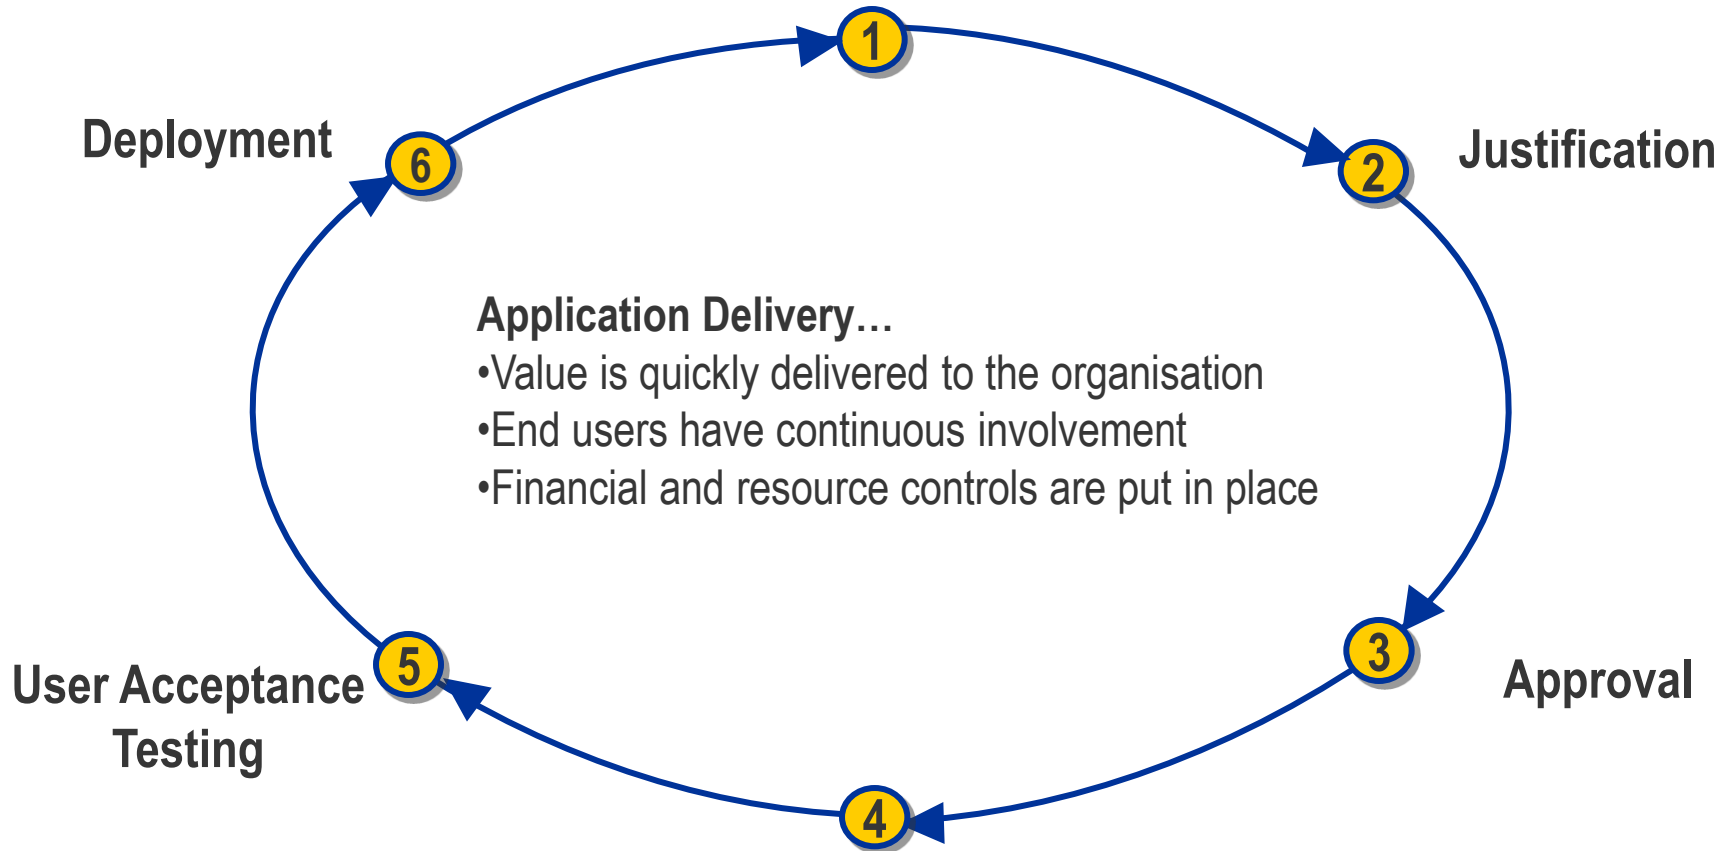 1
Deployment
6
2
Justification
Application Delivery…
•Value is quickly delivered to the organisation
•End users have continuous involvement
•Financial and resource controls are put in place
3
Approval
5
User Acceptance
Testing
4